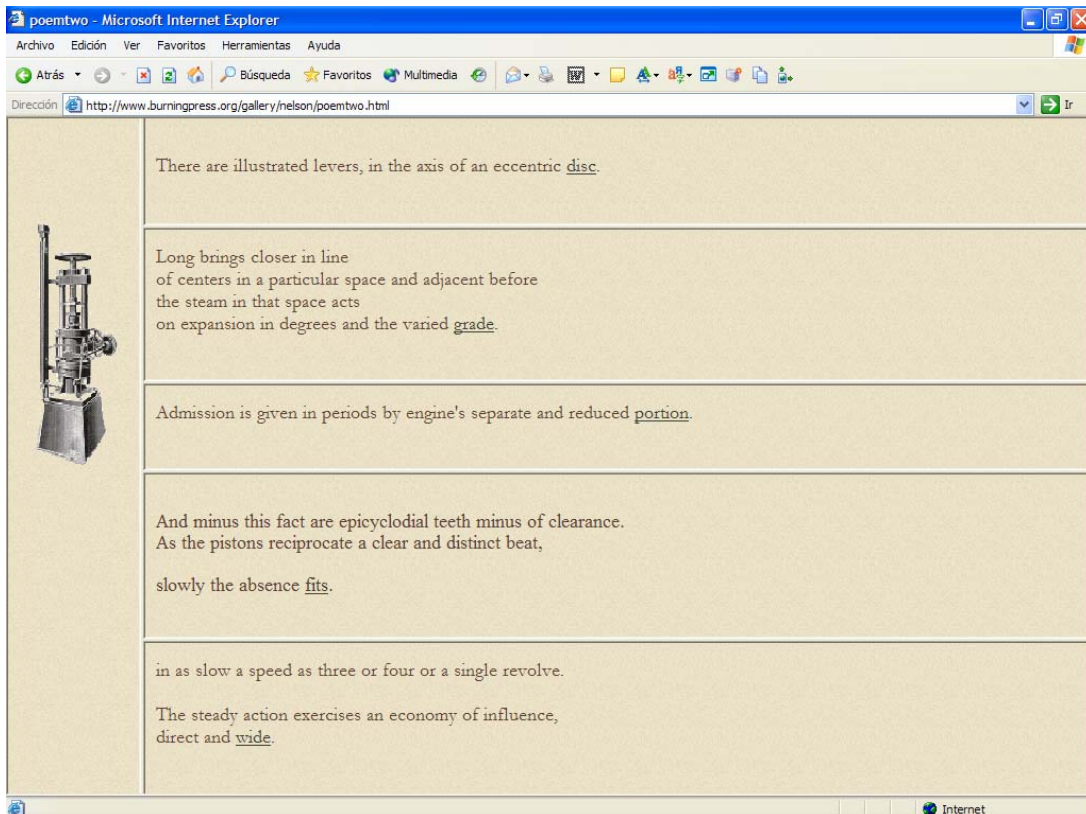 poemtwo - Microsoft Internet Explorer
Archivo Edición Ver Favoritos Herramientas Ayuda
Atrás Búsqueda Favoritos Multimedia
Dirección http://www.burningpress.org/gallery/nelson/poemtwo.html Ir
There are illustrated levers, in the axis of an eccentric disc.
Long brings closer in line
of centers in a particular space and adjacent before
the steam in that space acts
on expansion in degrees and the varied grade.
Admission is given in periods by engine's separate and reduced portion.
And minus this fact are epicyclodial teeth minus of clearance.
As the pistons reciprocate a clear and distinct beat,
slowly the absence fits.
in as slow a speed as three or four or a single revolve.
The steady action exercises an economy of influence,
direct and wide.
Internet